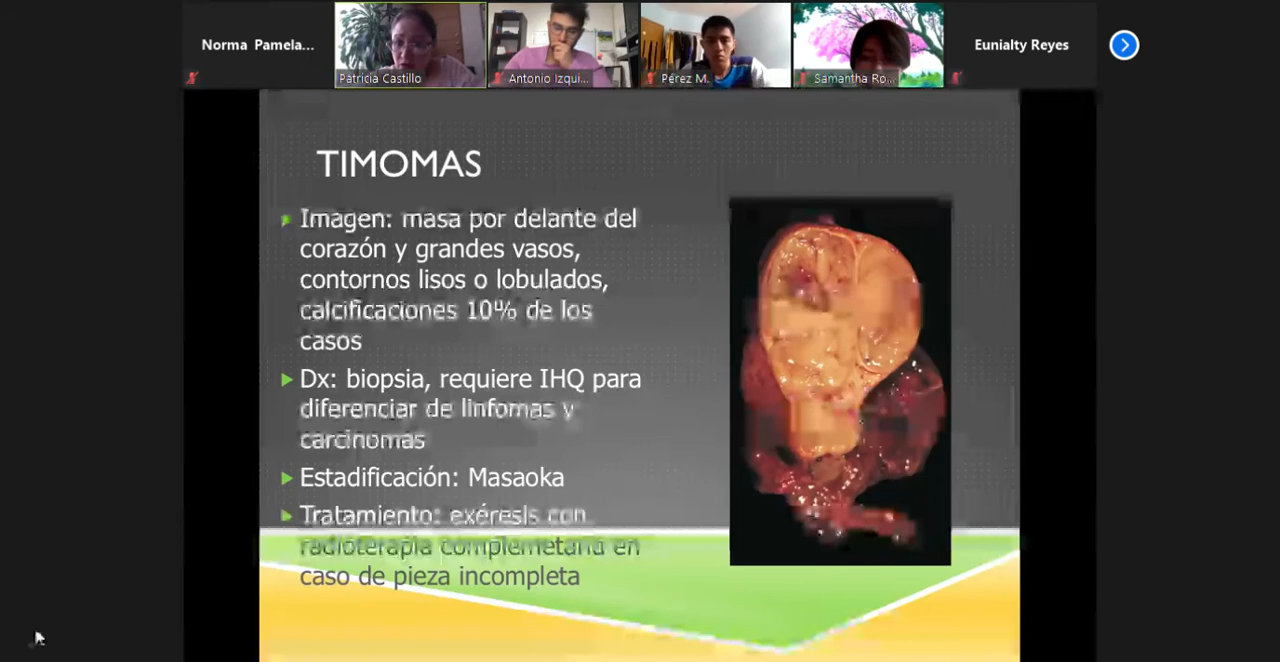 Norma Pamela...
Patricia Castillo
Antonio Izqui...
Pérez M.
Samantha Ro...
Eunialty Reyes
TIMOMAS
Imagen: masa por delante del
corazón y grandes vasos,
contornos lisos o lobulados,
calcificaciones 10% de los
casos
Dx: biopsia, requiere IHQ para
diferenciar de linfomas y
carcinomas
Estadificación: Masaoka
Tratamiento: exéresis con
radioterapia complemetaria en
caso de pieza incompleta